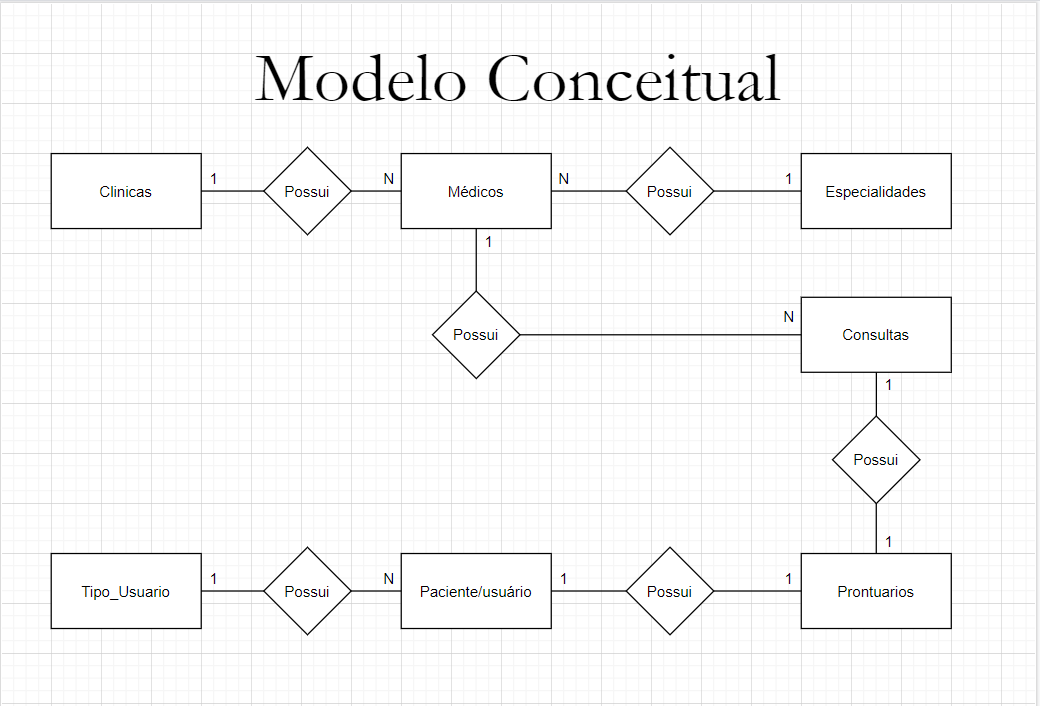 Modelo Conceitual
Clinicas
1
Possui
N
Médicos
N
Possui
1
Especialidades
1
Possui
N
Consultas
1
Possui
1
Tipo_Usuario
1
Possui
N
Paciente/usuário
1
Possui
1
Prontuarios